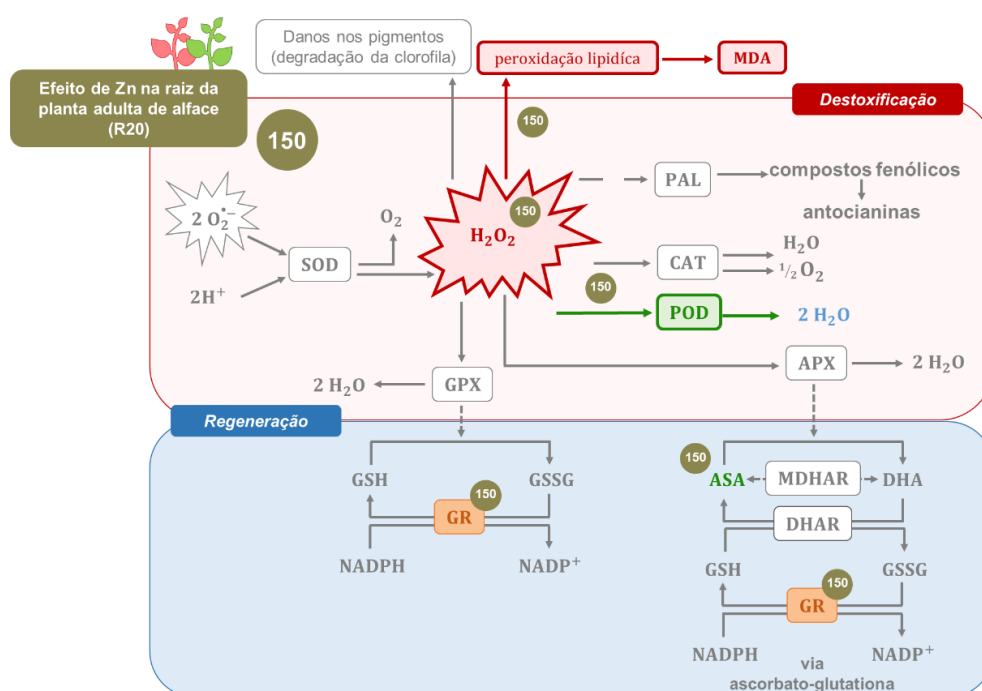 Danos nos pigmentos
(degradação da clorofila)
peroxidação lipidíca
MDA
Efeito de Zn na raiz da
planta adulta de alface
(R20)
Destoxificação
150
150
2 O₂•⁻
O₂
H₂O₂
150
PAL
compostos fenólicos
antocianinas
SOD
2H⁺
CAT
H₂O
½ O₂
150
POD
2 H₂O
2 H₂O
GPX
APX
2 H₂O
Regeneração
GSH
GSSG
150
GR
NADPH
NADP⁺
150
ASA
MDHAR
DHA
DHAR
GSH
GSSG
150
GR
NADPH
NADP⁺
via
ascorbato-glutationa